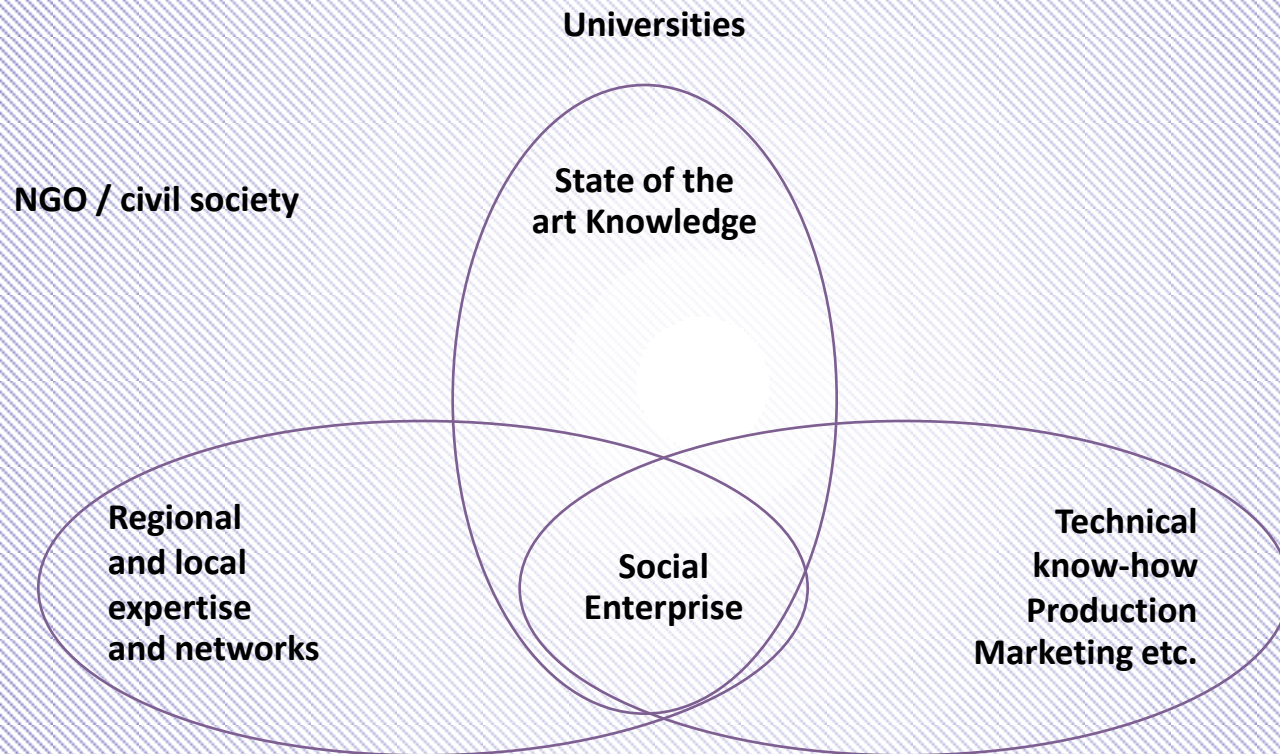 Universities
NGO / civil society
State of the
art Knowledge
Regional
and local
expertise
and networks
Social
Enterprise
Technical
know-how
Production
Marketing etc.